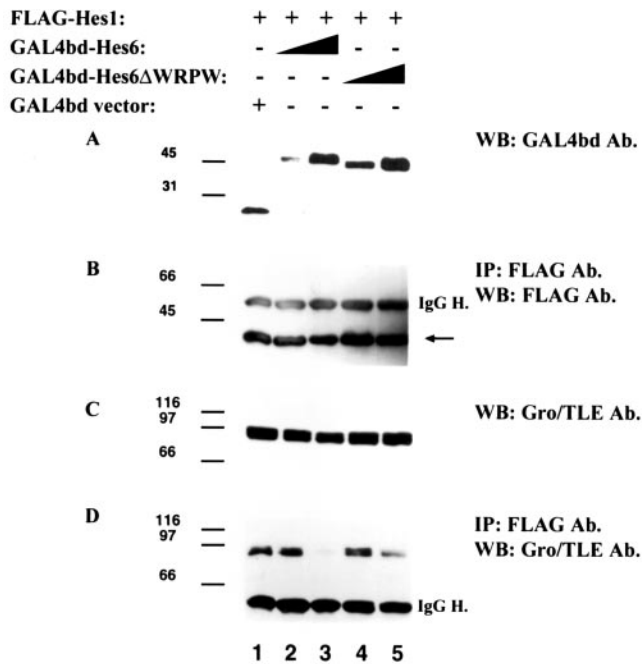 FLAG-Hes1: + + + + +
GAL4bd-Hes6: - - -
GAL4bd-Hes6ΔWRPW: - - -
GAL4bd vector: + - - - -
A 45 WB: GAL4bd Ab.
31
B 66 IP: FLAG Ab.
IgG H. WB: FLAG Ab.
45
C 116 WB: Gro/TLE Ab.
97
66
D 116 IP: FLAG Ab.
97 WB: Gro/TLE Ab.
66
IgG H.
1 2 3 4 5